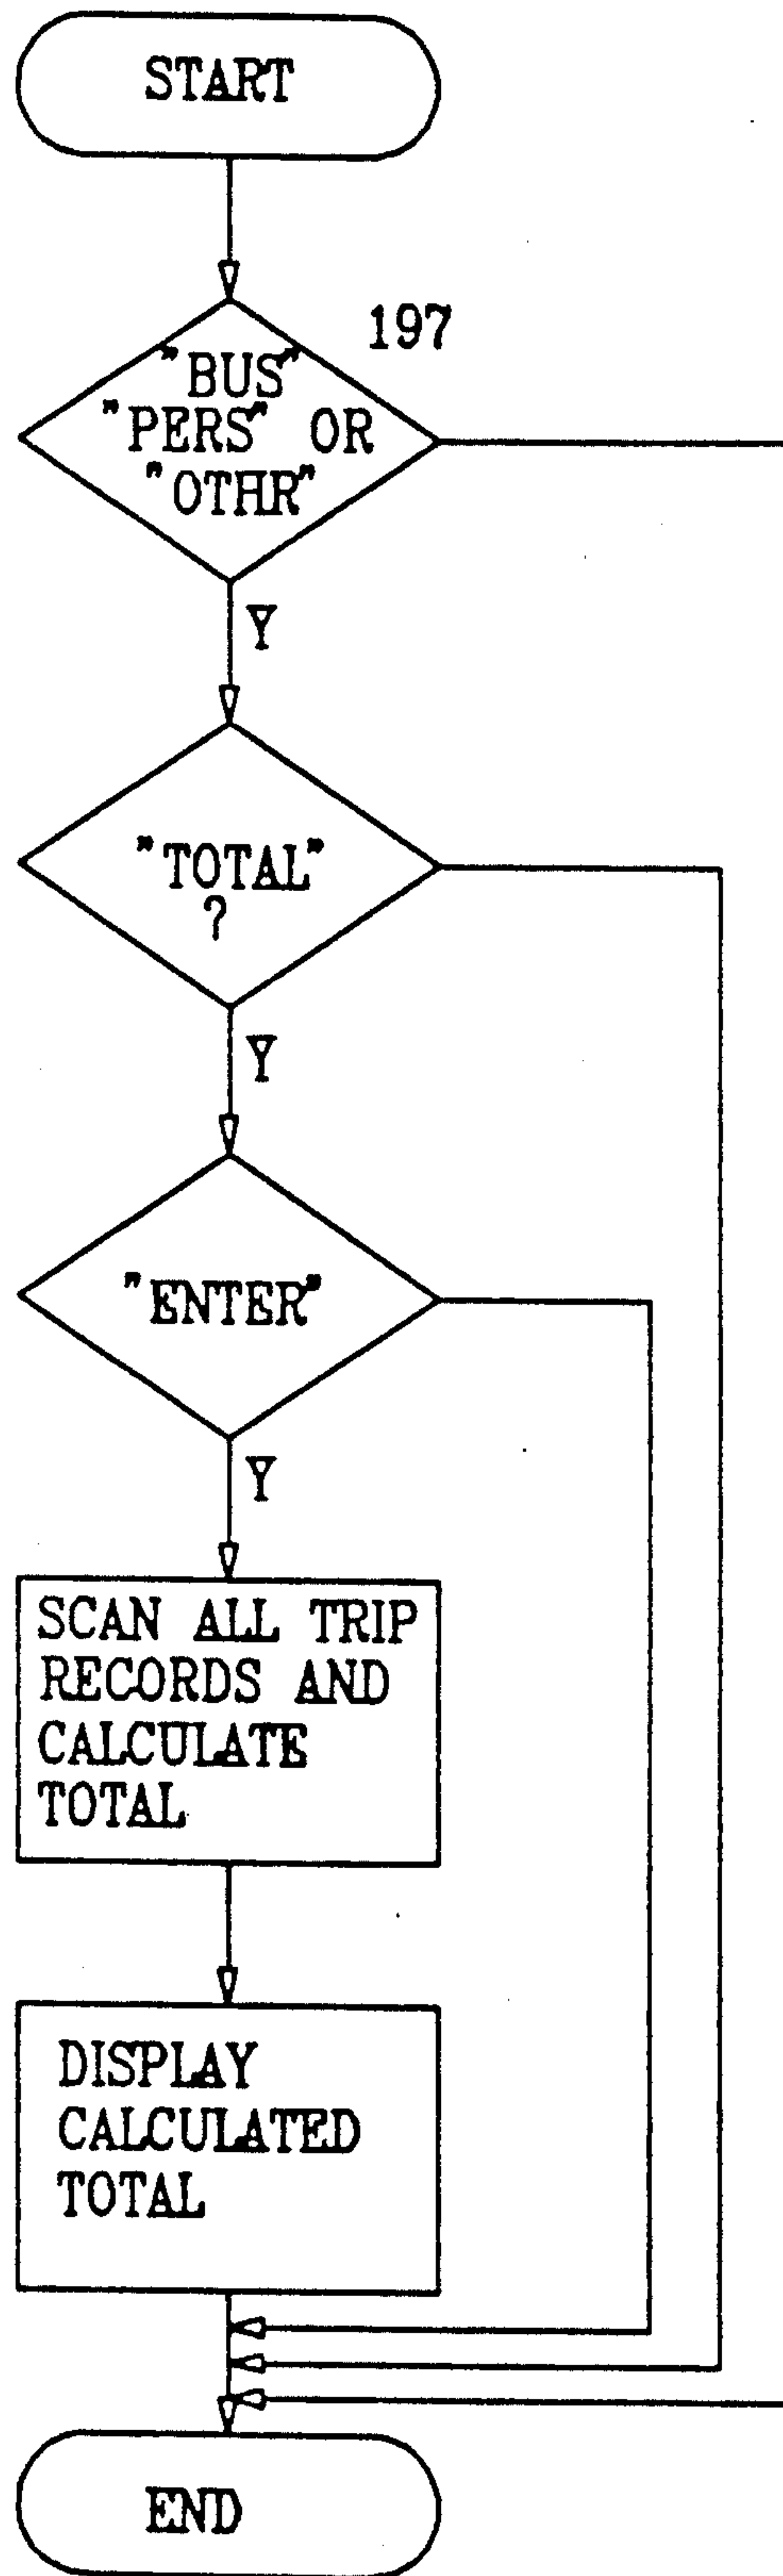 START
197
"BUS"
"PERS" OR
"OTHR"
Y
"TOTAL"
?
Y
"ENTER"
Y
SCAN ALL TRIP
RECORDS AND
CALCULATE
TOTAL
DISPLAY
CALCULATED
TOTAL
END